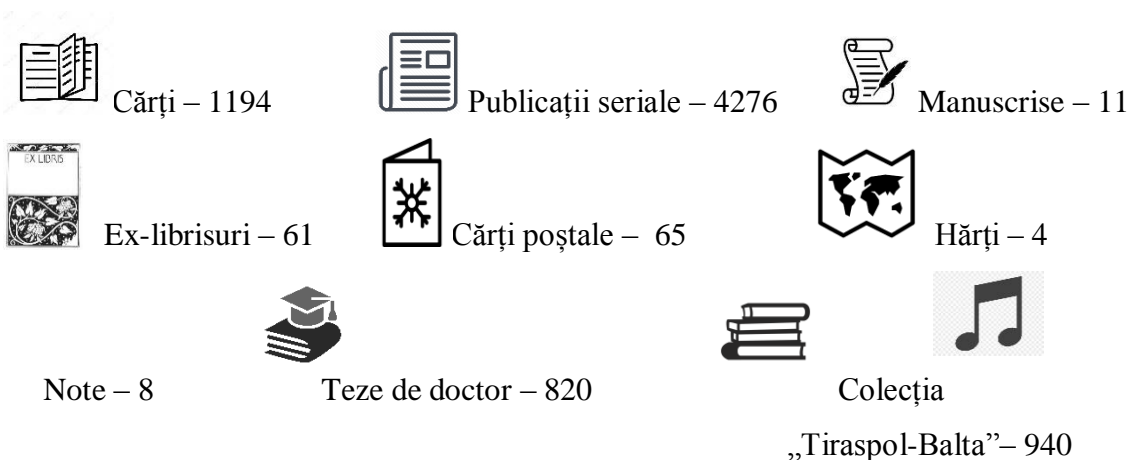 Cărți – 1194 Publicații seriale – 4276 Manuscrise – 11
EX LIBRIS
Ex-librisuri – 61 Cărți poștale – 65 Hărți – 4
Note – 8 Teze de doctor – 820 Colecția
„Tiraspol-Balta”– 940